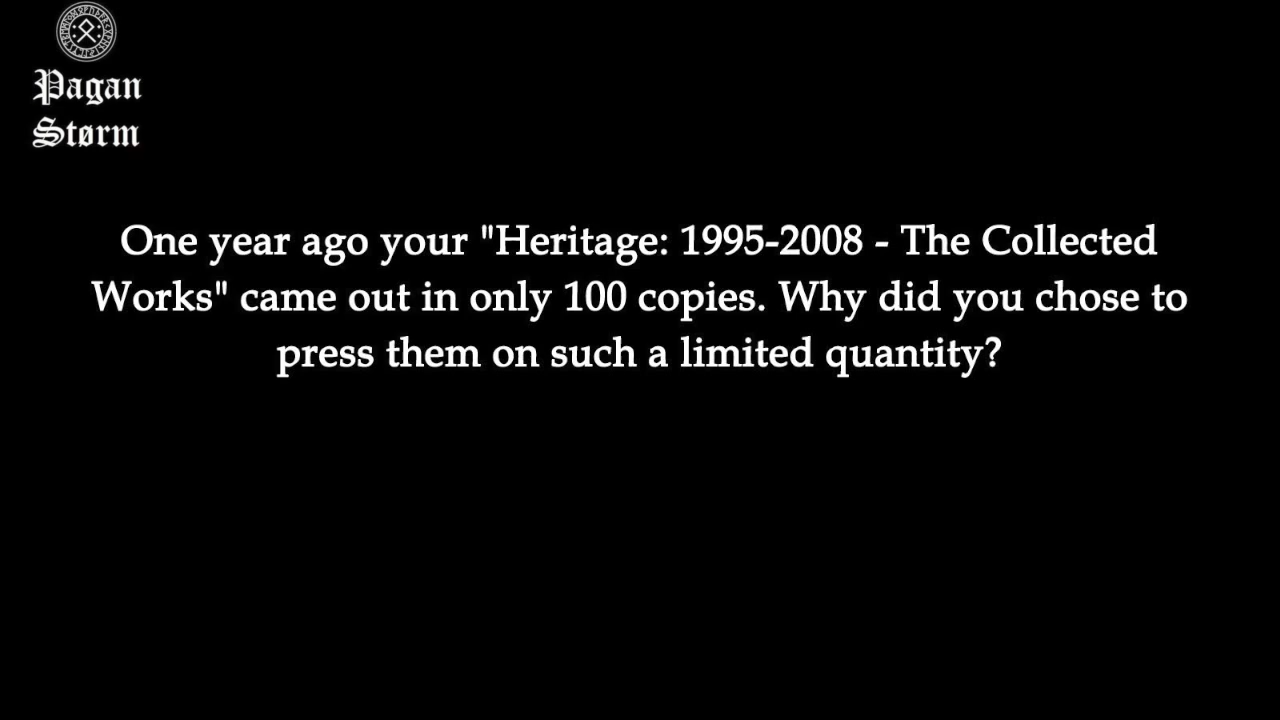 Pagan
Størm
One year ago your "Heritage: 1995-2008 - The Collected
Works" came out in only 100 copies. Why did you chose to
press them on such a limited quantity?